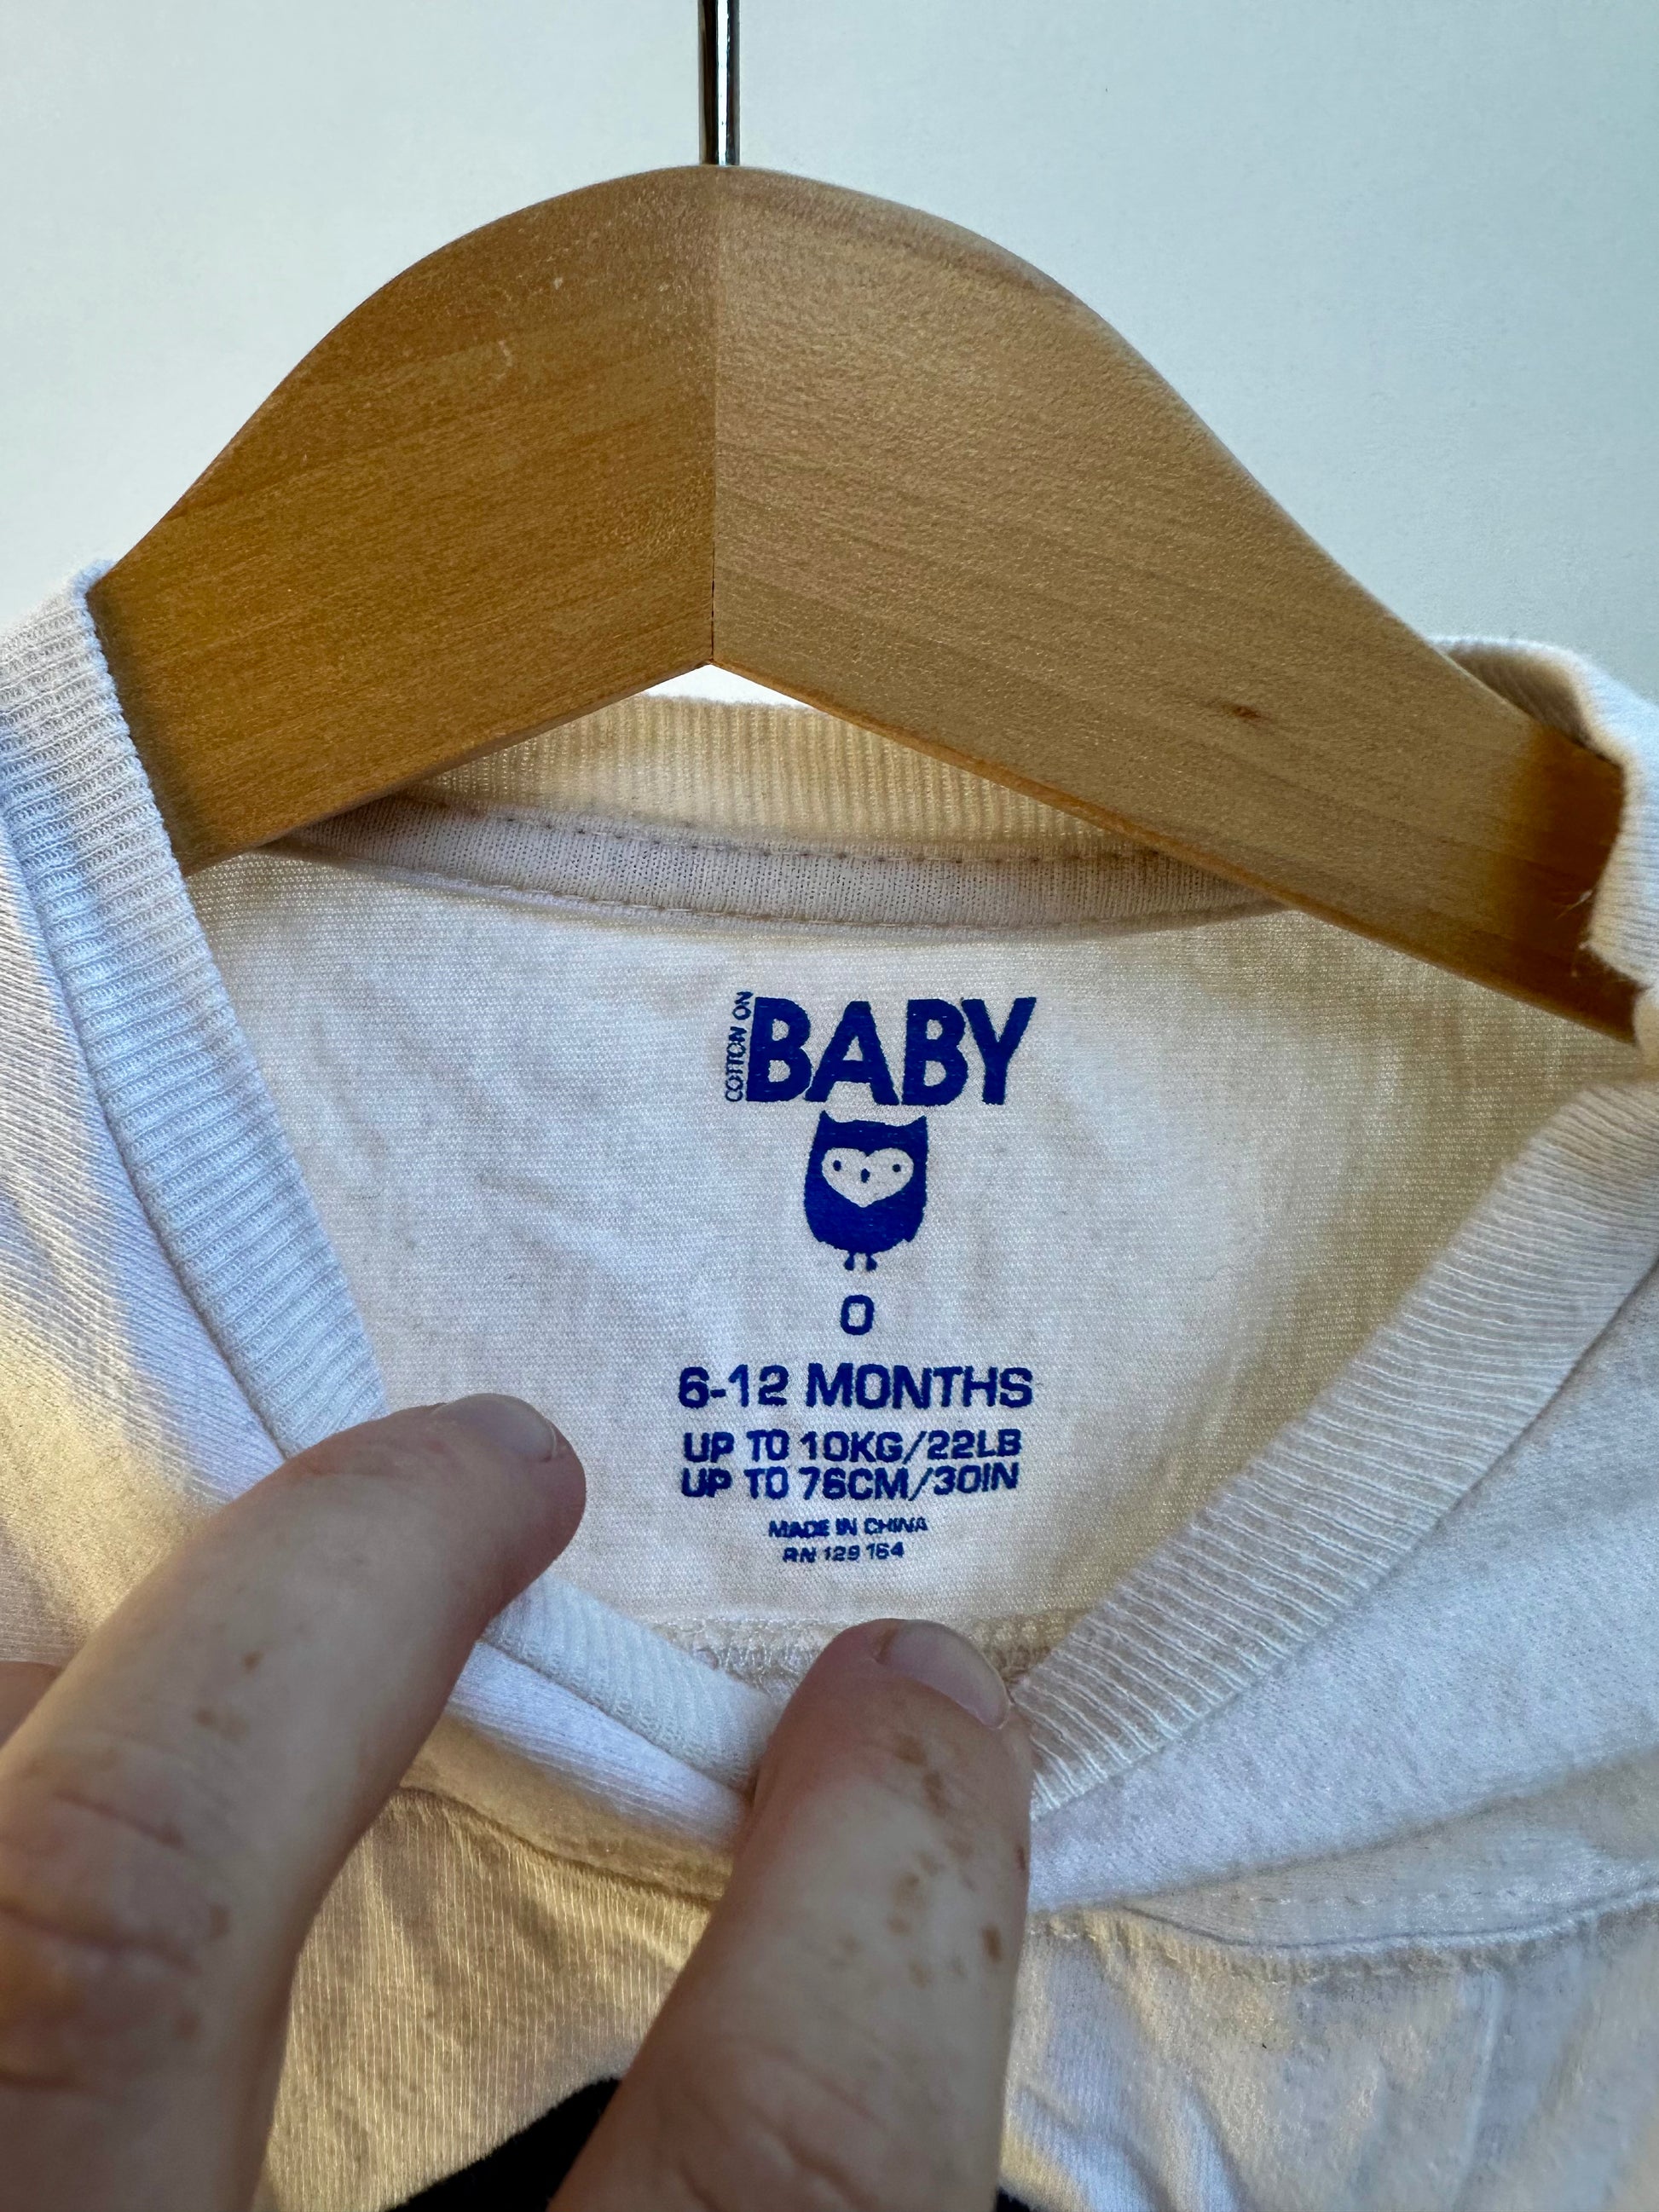 COTTON ON
BABY
0
6-12 MONTHS
UP TO 10KG/22LB
UP TO 76CM/30IN
MADE IN CHINA
RN 129 164